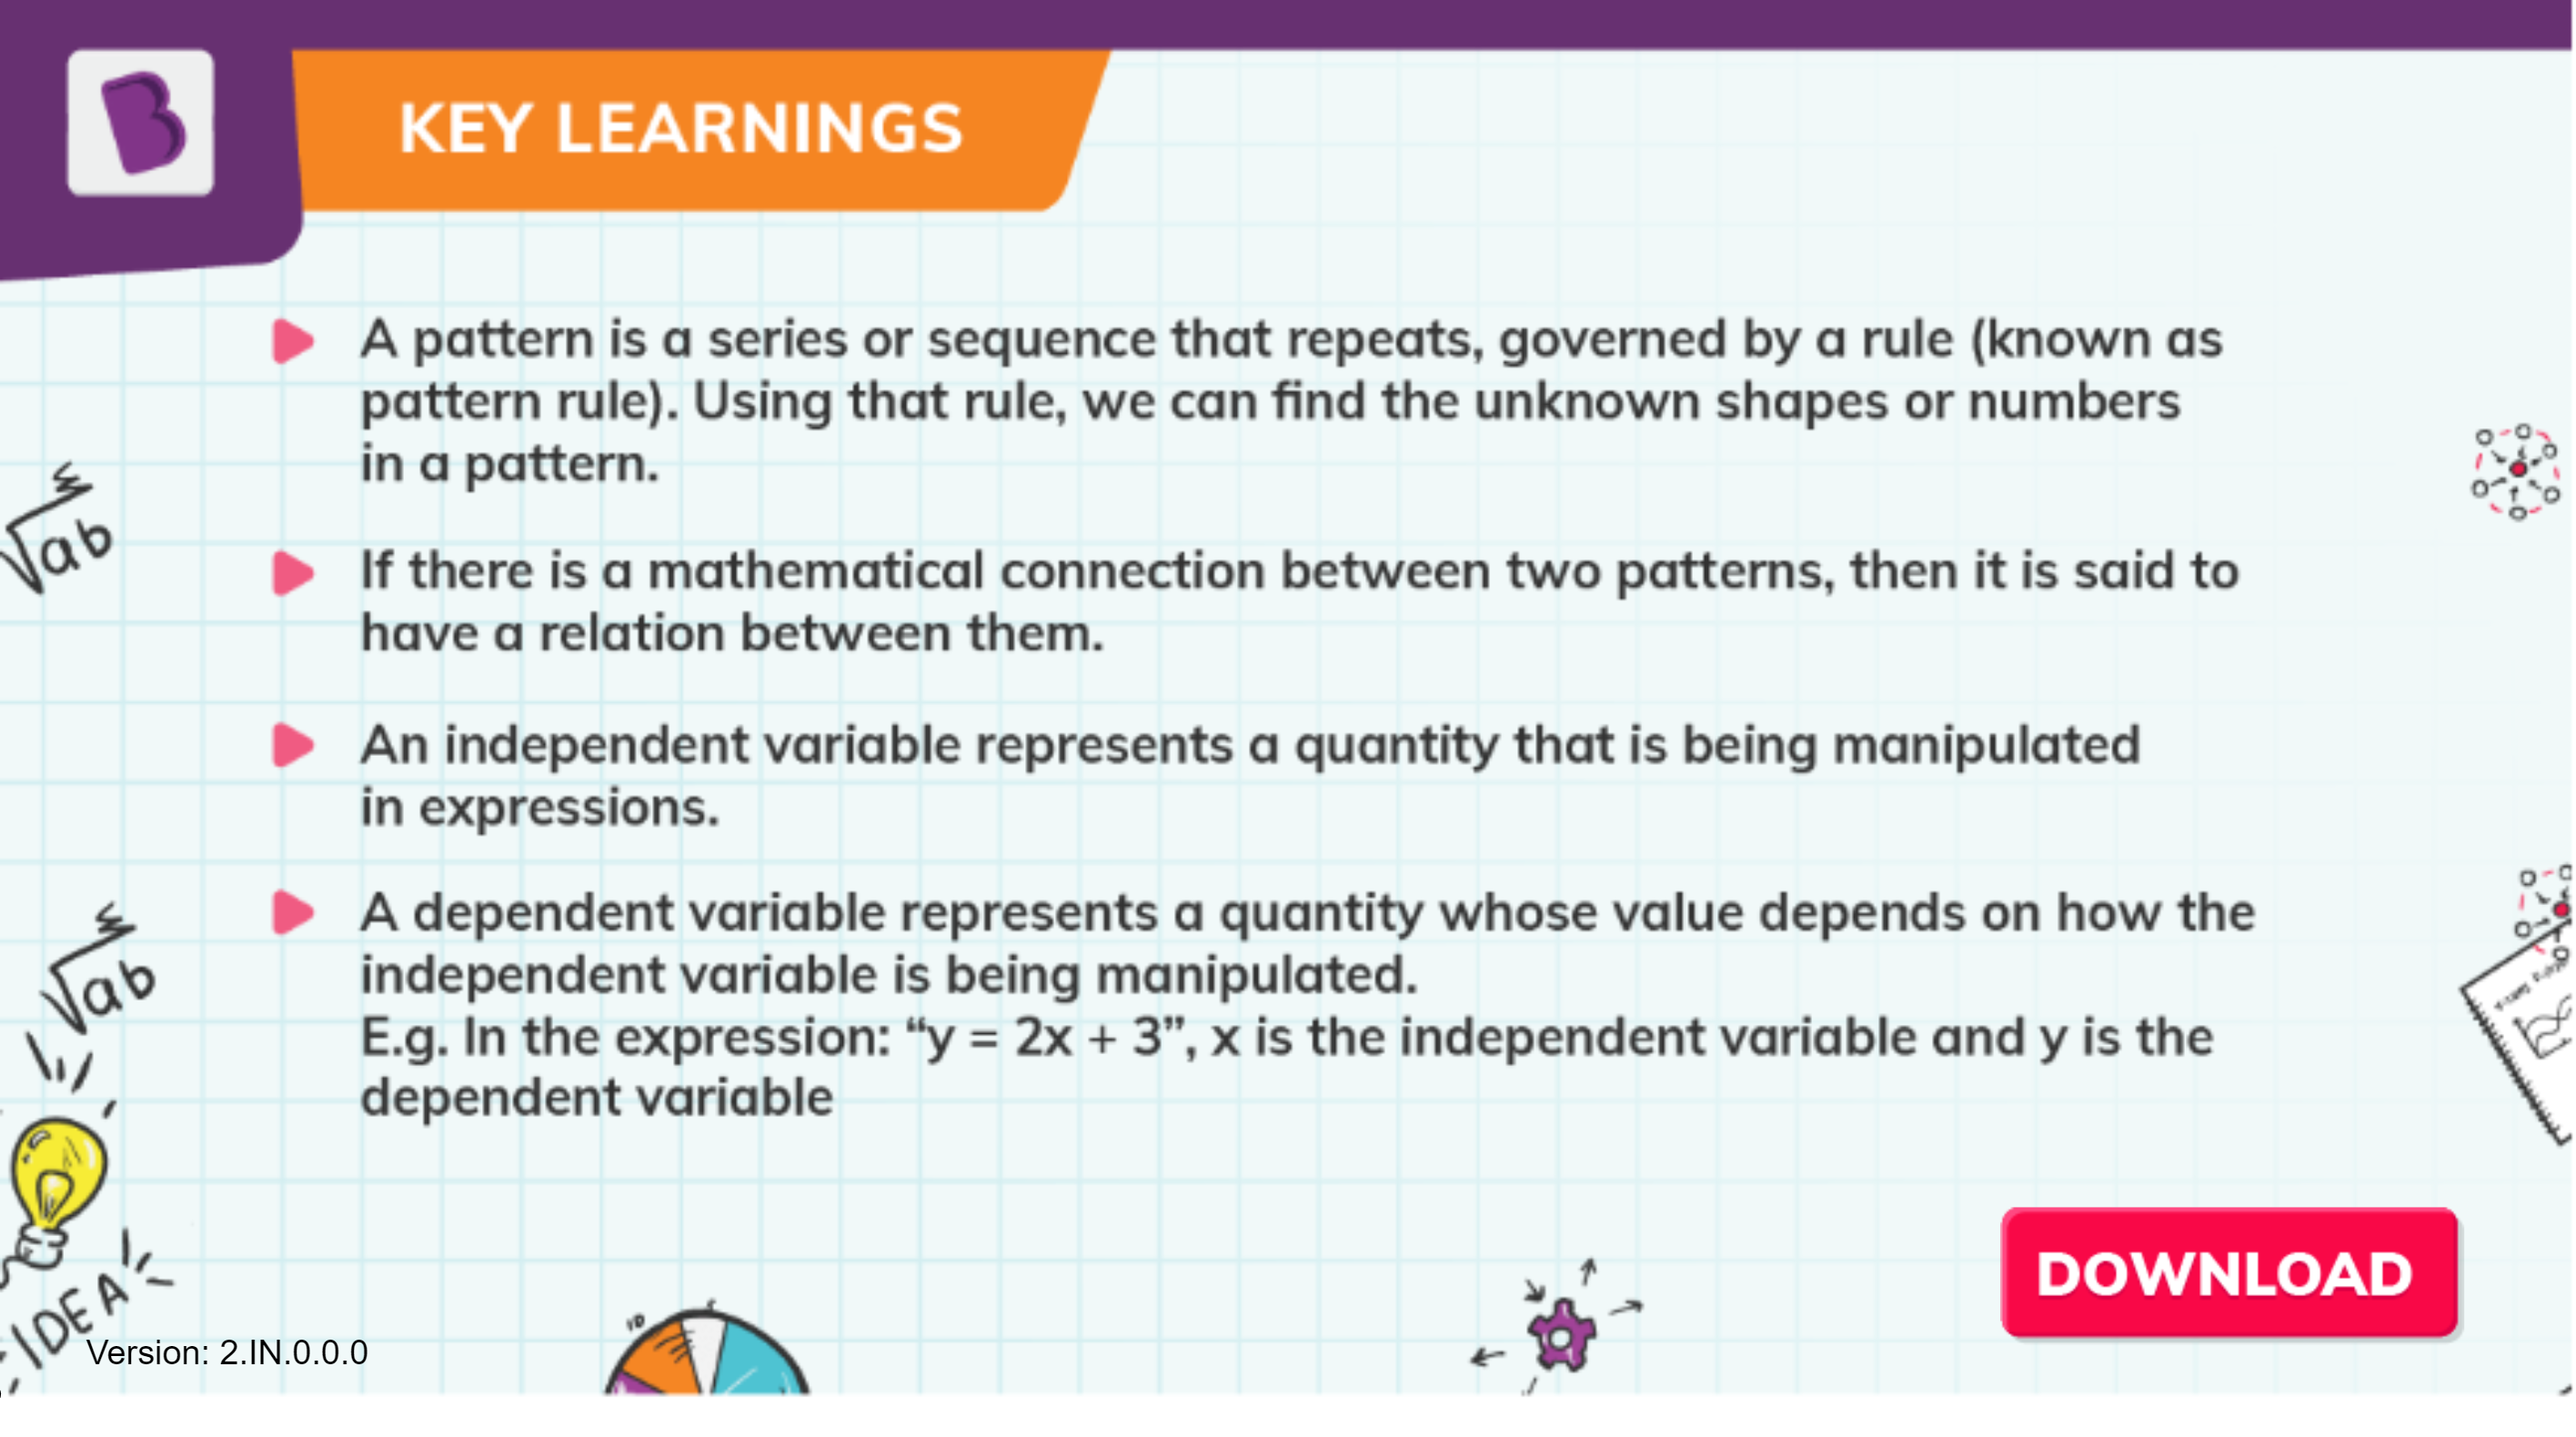 B
KEY LEARNINGS
A pattern is a series or sequence that repeats, governed by a rule (known as
pattern rule). Using that rule, we can find the unknown shapes or numbers
in a pattern.
If there is a mathematical connection between two patterns, then it is said to
have a relation between them.
An independent variable represents a quantity that is being manipulated
in expressions.
A dependent variable represents a quantity whose value depends on how the
independent variable is being manipulated.
E.g. In the expression: “y = 2x + 3”, x is the independent variable and y is the
dependent variable
√ab
√ab
IDEA
10
DOWNLOAD
Version: 2.IN.0.0.0